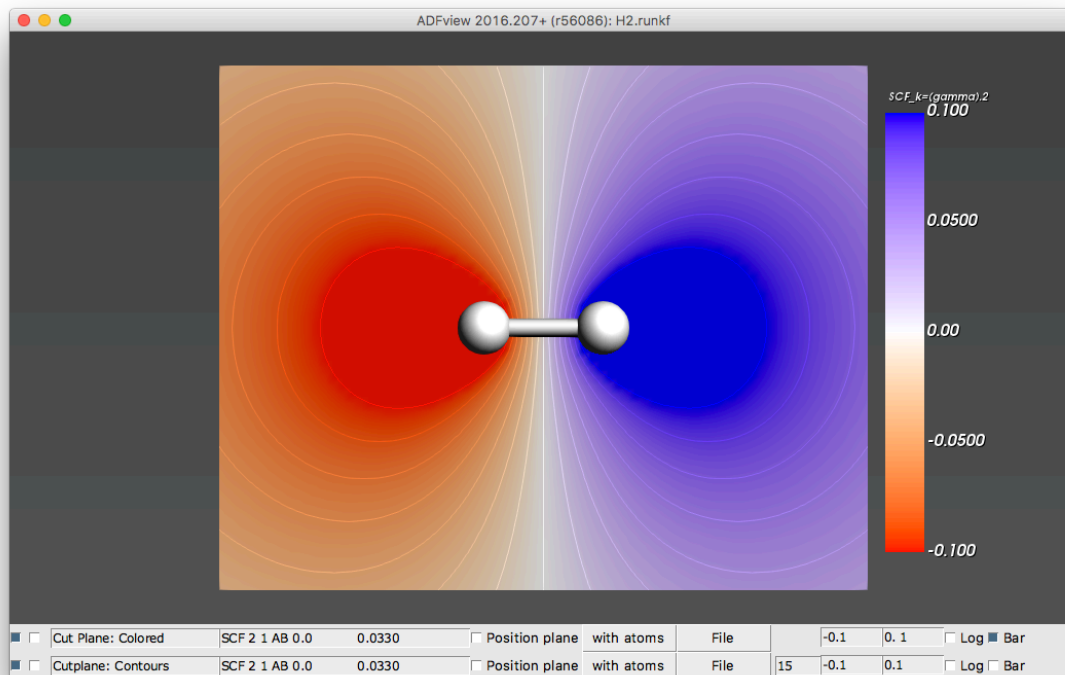 ADFview 2016.207+ (r56086): H2.runkf
SCF_k=(gamma),2
0.100
0.0500
0.00
-0.0500
-0.100
Cut Plane: Colored SCF 2 1 AB 0.0 0.0330 Position plane with atoms File -0.1 0. 1 Log Bar
Cutplane: Contours SCF 2 1 AB 0.0 0.0330 Position plane with atoms File 15 -0.1 0.1 Log Bar